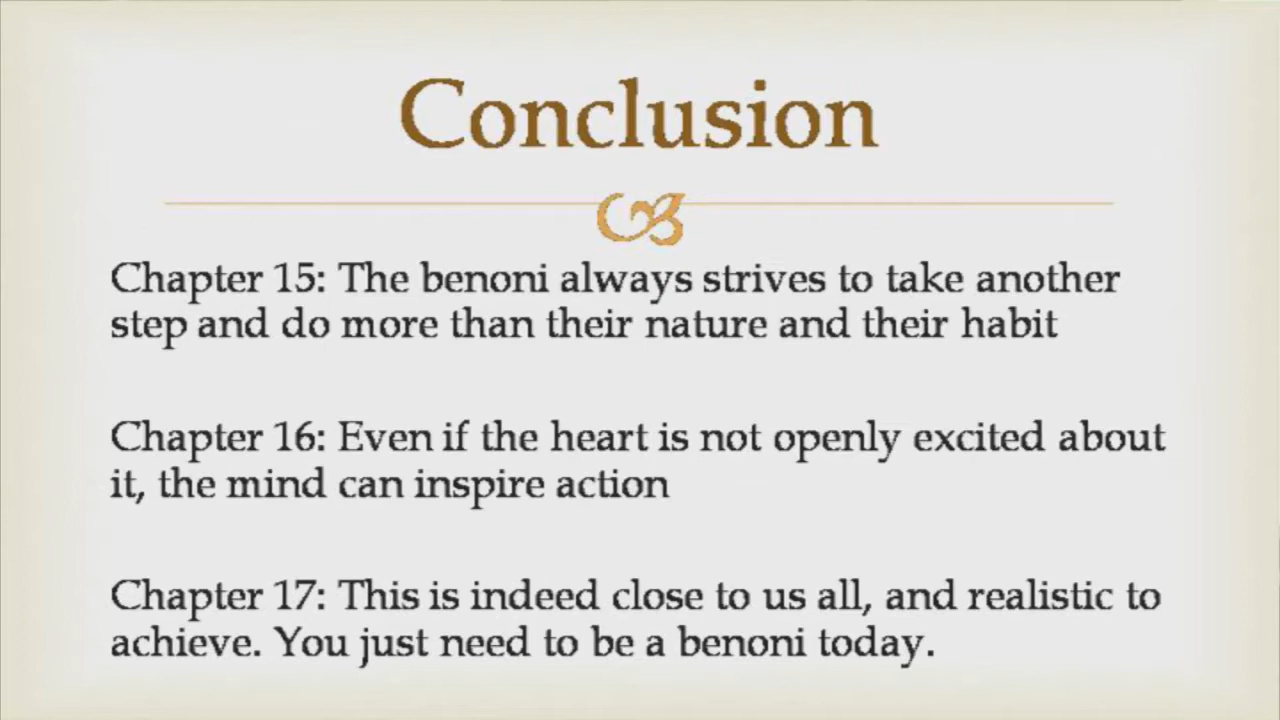 Conclusion
Chapter 15: The benoni always strives to take another
step and do more than their nature and their habit
Chapter 16: Even if the heart is not openly excited about
it, the mind can inspire action
Chapter 17: This is indeed close to us all, and realistic to
achieve. You just need to be a benoni today.